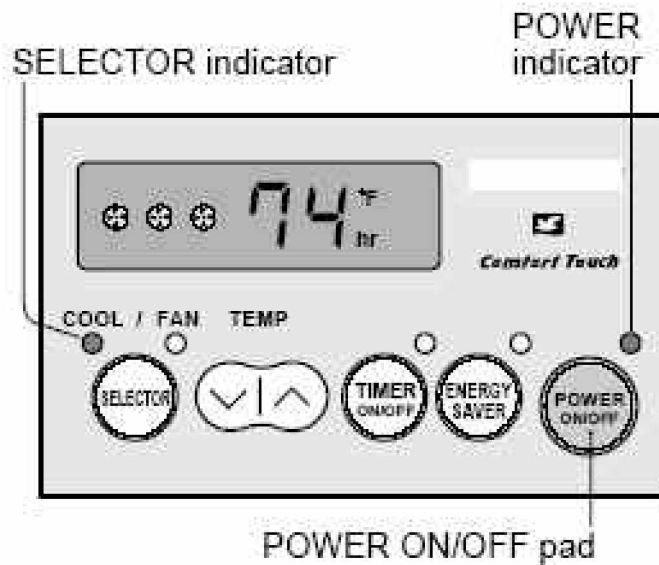 POWER
indicator
SELECTOR indicator
74 °F
hr
Comfort Touch
COOL / FAN TEMP
SELECTOR
TIMER
ON/OFF
ENERGY
SAVER
POWER
ON/OFF
POWER ON/OFF pad